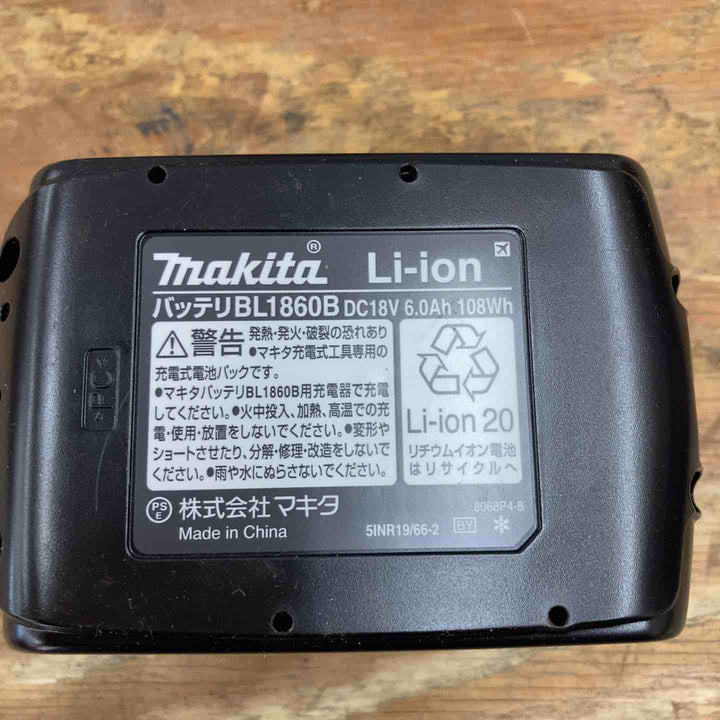 makita® Li-ion
バッテリBL1860B DC18V 6.0Ah 108Wh
警告 発熱・発火・破裂の恐れあり
●マキタ充電式工具専用の
充電式電池パックです。
●マキタバッテリBL1860B用充電器で充電
してください。●火中投入、加熱、高温での充
電・使用・放置をしないでください。●変形や
ショートさせたり、分解・修理・改造をしないで
ください。●雨や水にぬらさないでください。
Li-ion 20
リチウムイオン電池
はリサイクルへ
PSE 株式会社マキタ
Made in China
8068P4-8
5INR19/66-2 BY
>PC<